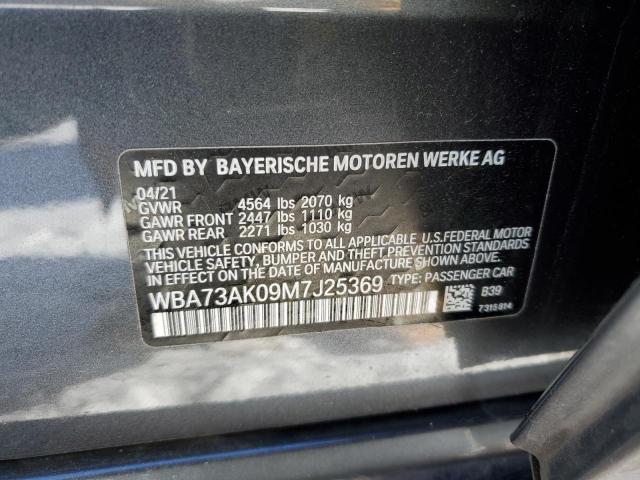 MFD BY BAYERISCHE MOTOREN WERKE AG
04/21
GVWR 4564 lbs 2070 kg
GAWR FRONT 2447 lbs 1110 kg
GAWR REAR 2271 lbs 1030 kg
THIS VEHICLE CONFORMS TO ALL APPLICABLE U.S.FEDERAL MOTOR
VEHICLE SAFETY, BUMPER AND THEFT PREVENTION STANDARDS
IN EFFECT ON THE DATE OF MANUFACTURE SHOWN ABOVE.
WBA73AK09M7J25369 TYPE: PASSENGER CAR
B39
7315814